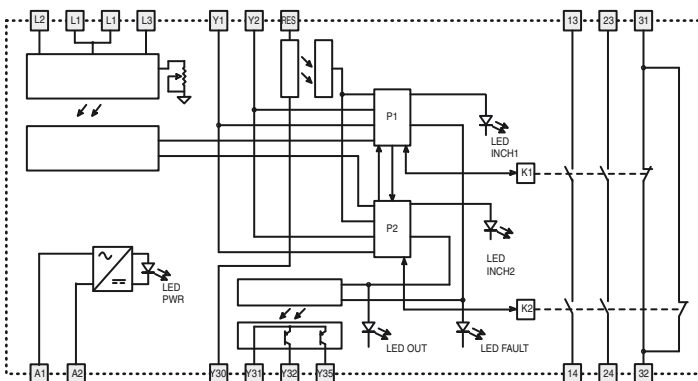 L2 L1 L1 L3 Y1 Y2 RES 13 23 31
P1
LED
INCH1
K1
P2
LED
INCH2
LED
PWR
K2
LED OUT LED FAULT
A1 A2 Y30 Y31 Y32 Y35 14 24 32